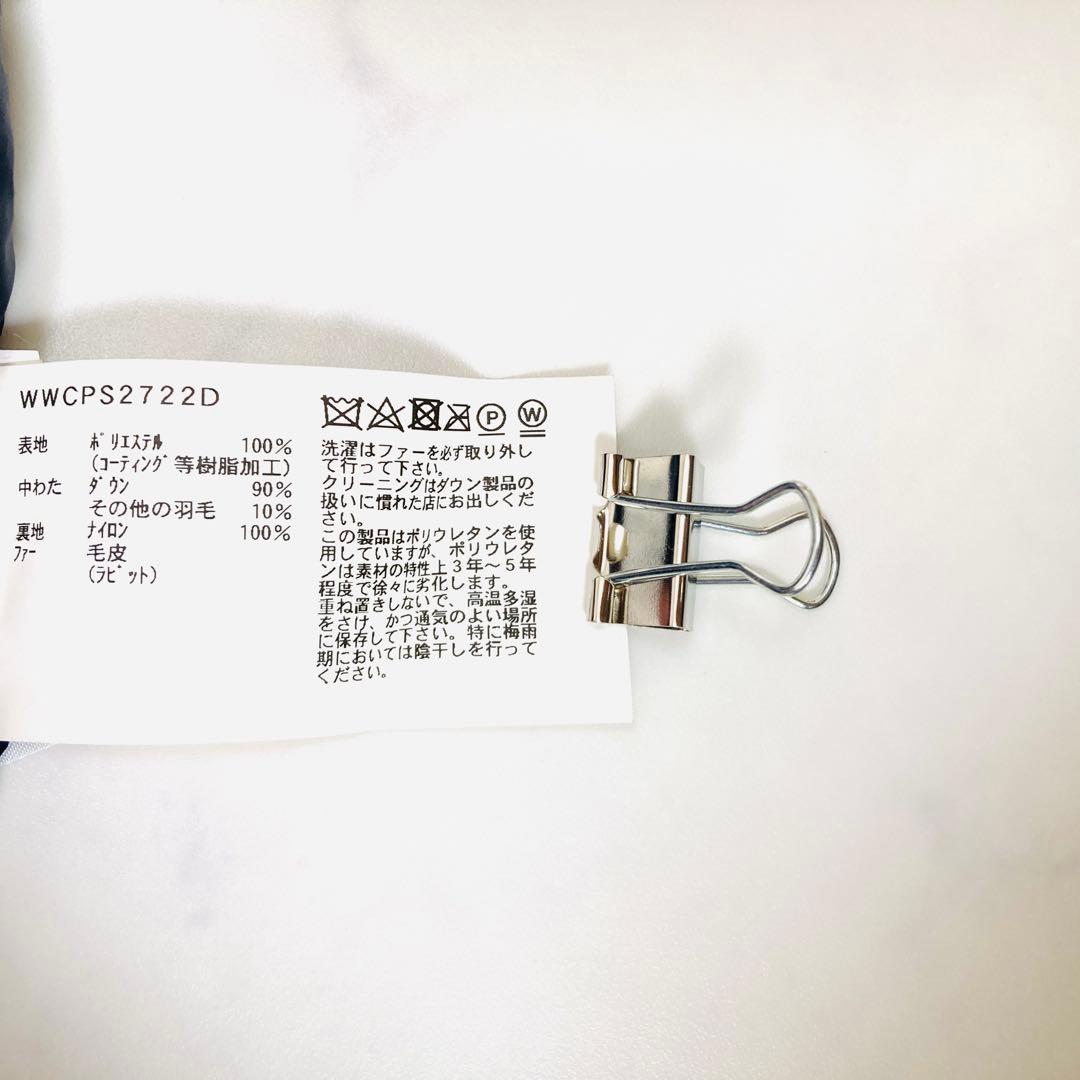 WWCPS2722D
表地 ﾎﾟﾘｴｽﾃﾙ 100%
(ｺｰﾃｨﾝｸﾞ等樹脂加工)
中わた ﾀﾞｳﾝ 90%
その他の羽毛 10%
裏地 ﾅｲﾛﾝ 100%
ﾌｧｰ 毛皮
(ﾗﾋﾞｯﾄ)
P W
洗濯はファーを必ず取り外し
て行って下さい。
クリーニングはダウン製品の
扱いに慣れた店にお出しくだ
さい。
この製品はポリウレタンを使
用していますが、ポリウレタ
ンは素材の特性上3年~5年
程度で徐々に劣化します。
重ね置きしないで、高温多湿
をさけ、かつ通気のよい場所
に保存して下さい。特に梅雨
期においては陰干しを行って
ください。